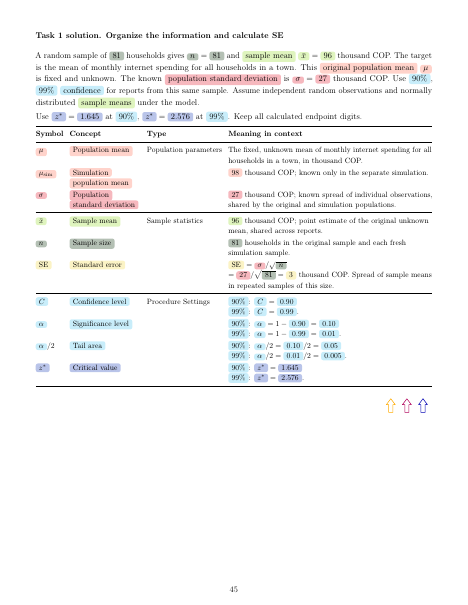 Task 1 solution. Organize the information and calculate SE
A random sample of 81 households gives n = 81 and sample mean x̄ = 96 thousand COP. The target
is the mean of monthly internet spending for all households in a town. This original population mean μ
is fixed and unknown. The known population standard deviation is σ = 27 thousand COP. Use 90%,
99% confidence for reports from this same sample. Assume independent random observations and normally
distributed sample means under the model.
Use z* = 1.645 at 90%, z* = 2.576 at 99%. Keep all calculated endpoint digits.
Symbol Concept Type Meaning in context
μ Population mean Population parameters The fixed, unknown mean of monthly internet spending for all
households in a town, in thousand COP.
μsim Simulation 98 thousand COP; known only in the separate simulation.
population mean
σ Population 27 thousand COP; known spread of individual observations,
standard deviation shared by the original and simulation populations.
x̄ Sample mean Sample statistics 96 thousand COP; point estimate of the original unknown
mean, shared across reports.
n Sample size 81 households in the original sample and each fresh
simulation sample.
SE Standard error SE = σ/√n
= 27/√81 = 3 thousand COP. Spread of sample means
in repeated samples of this size.
C Confidence level Procedure Settings 90%: C = 0.90
99%: C = 0.99.
α Significance level 90%: α = 1 − 0.90 = 0.10
99%: α = 1 − 0.99 = 0.01.
α/2 Tail area 90%: α/2 = 0.10/2 = 0.05
99%: α/2 = 0.01/2 = 0.005.
z* Critical value 90%: z* = 1.645
99%: z* = 2.576.
45